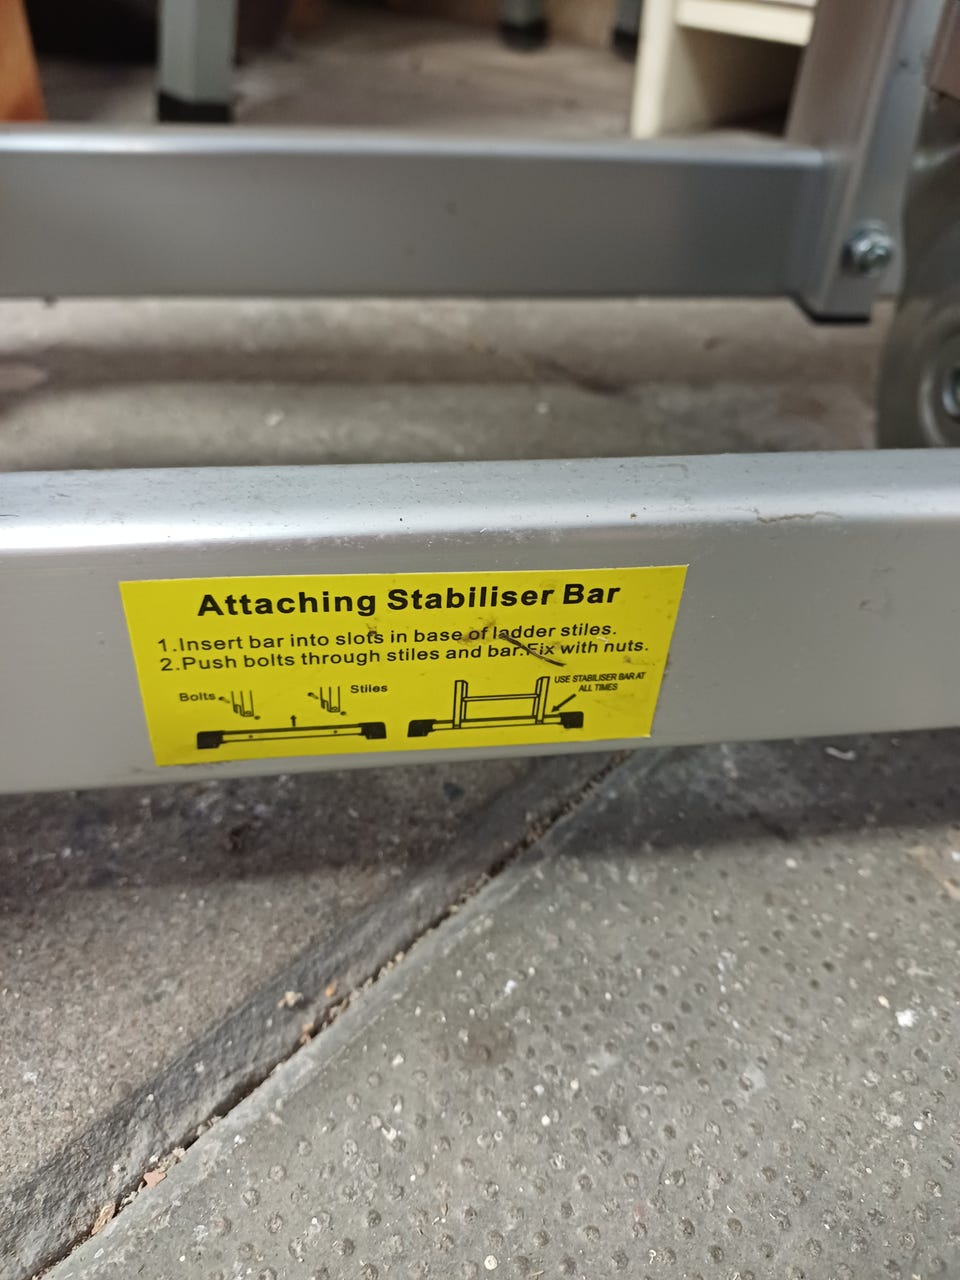 Attaching Stabiliser Bar
1.Insert bar into slots in base of ladder stiles.
2.Push bolts through stiles and bar.Fix with nuts.
Bolts
Stiles
USE STABILISER BAR AT
ALL TIMES